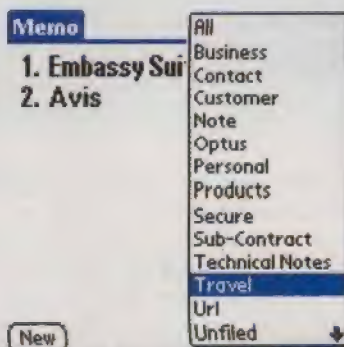 Memo
1. Embassy Sui
2. Avis
All
Business
Contact
Customer
Note
Optus
Personal
Products
Secure
Sub-Contract
Technical Notes
Travel
Url
Unfiled
New